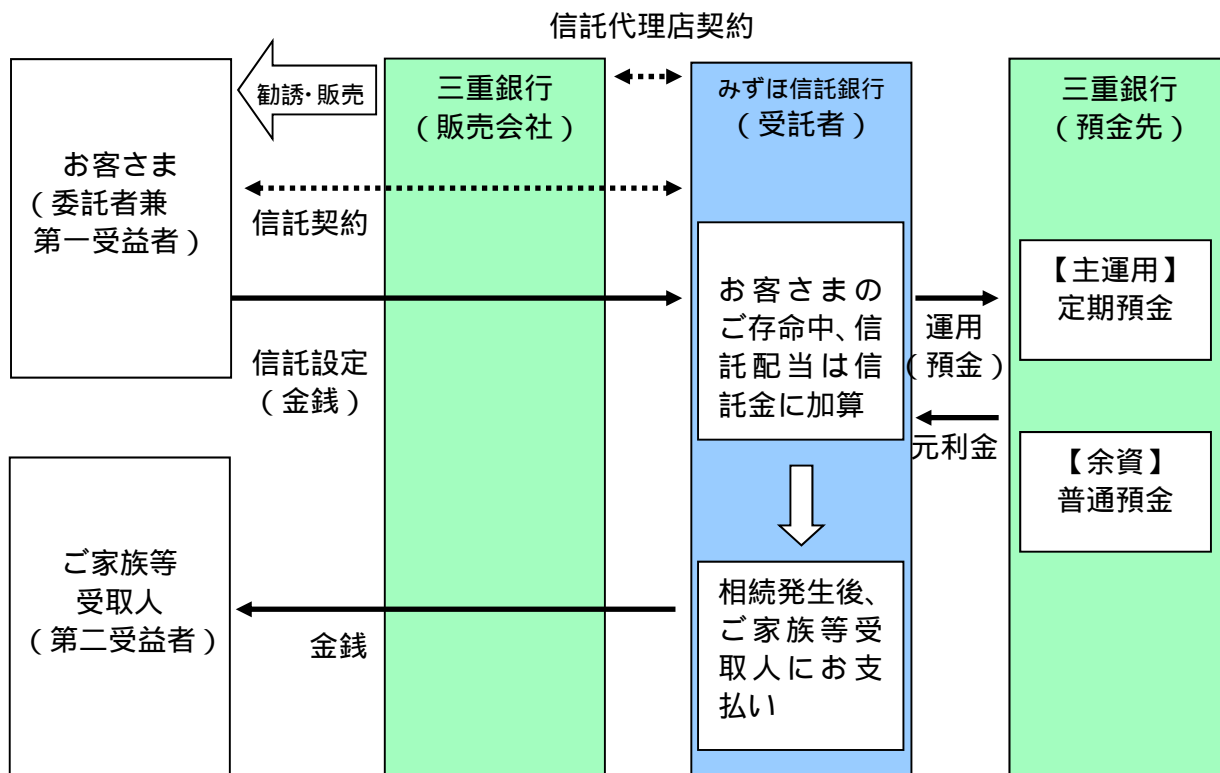 信託代理店契約
勧誘・販売
三重銀行
(販売会社)
みずほ信託銀行
(受託者)
三重銀行
(預金先)
お客さま
(委託者兼
第一受益者)
信託契約
信託設定
(金銭)
お客さまの
ご存命中、信
託配当は信
託金に加算
運用
(預金)
元利金
【主運用】
定期預金
【余資】
普通預金
ご家族等
受取人
(第二受益者)
金銭
相続発生後、
ご家族等受
取人にお支
払い